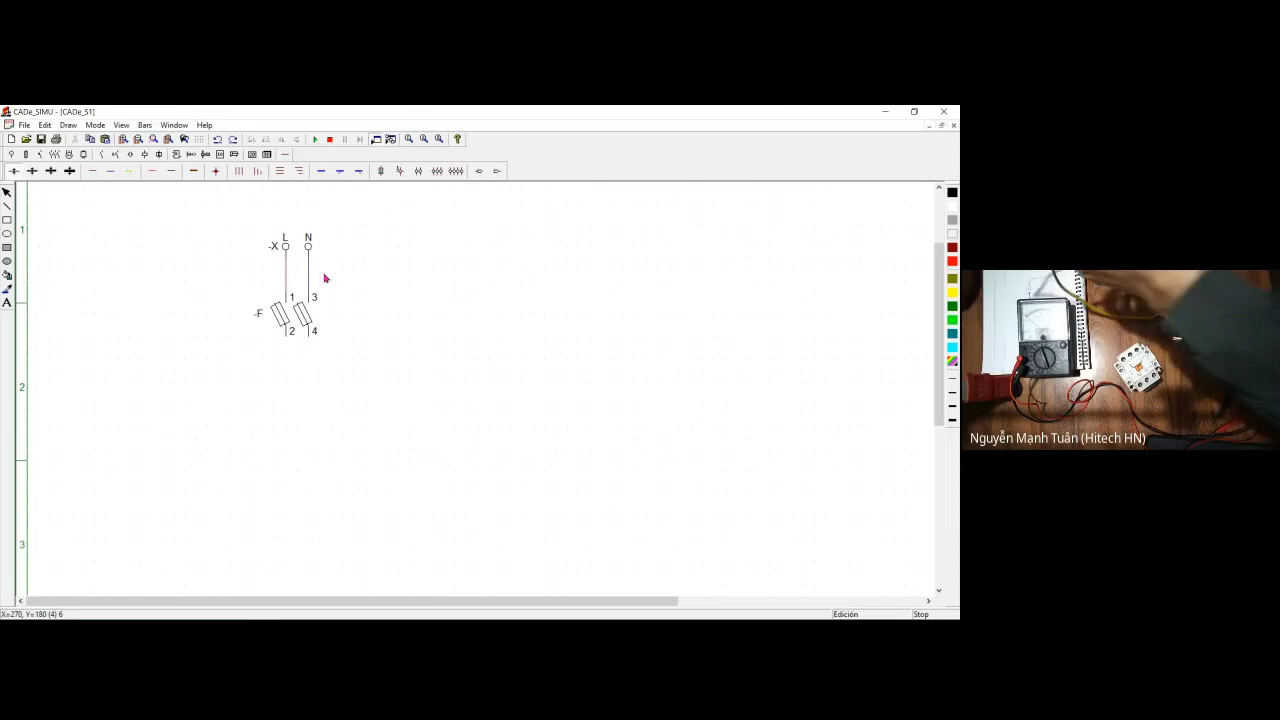 CADe_SIMU - [CADe_S1]
File Edit Draw Mode View Bars Window Help
1
2
3
L N
-X
1 3
-F
2 4
A
X=270, Y=180 (4) 6
Edición
Stop
Nguyễn Mạnh Tuân (Hitech HN)